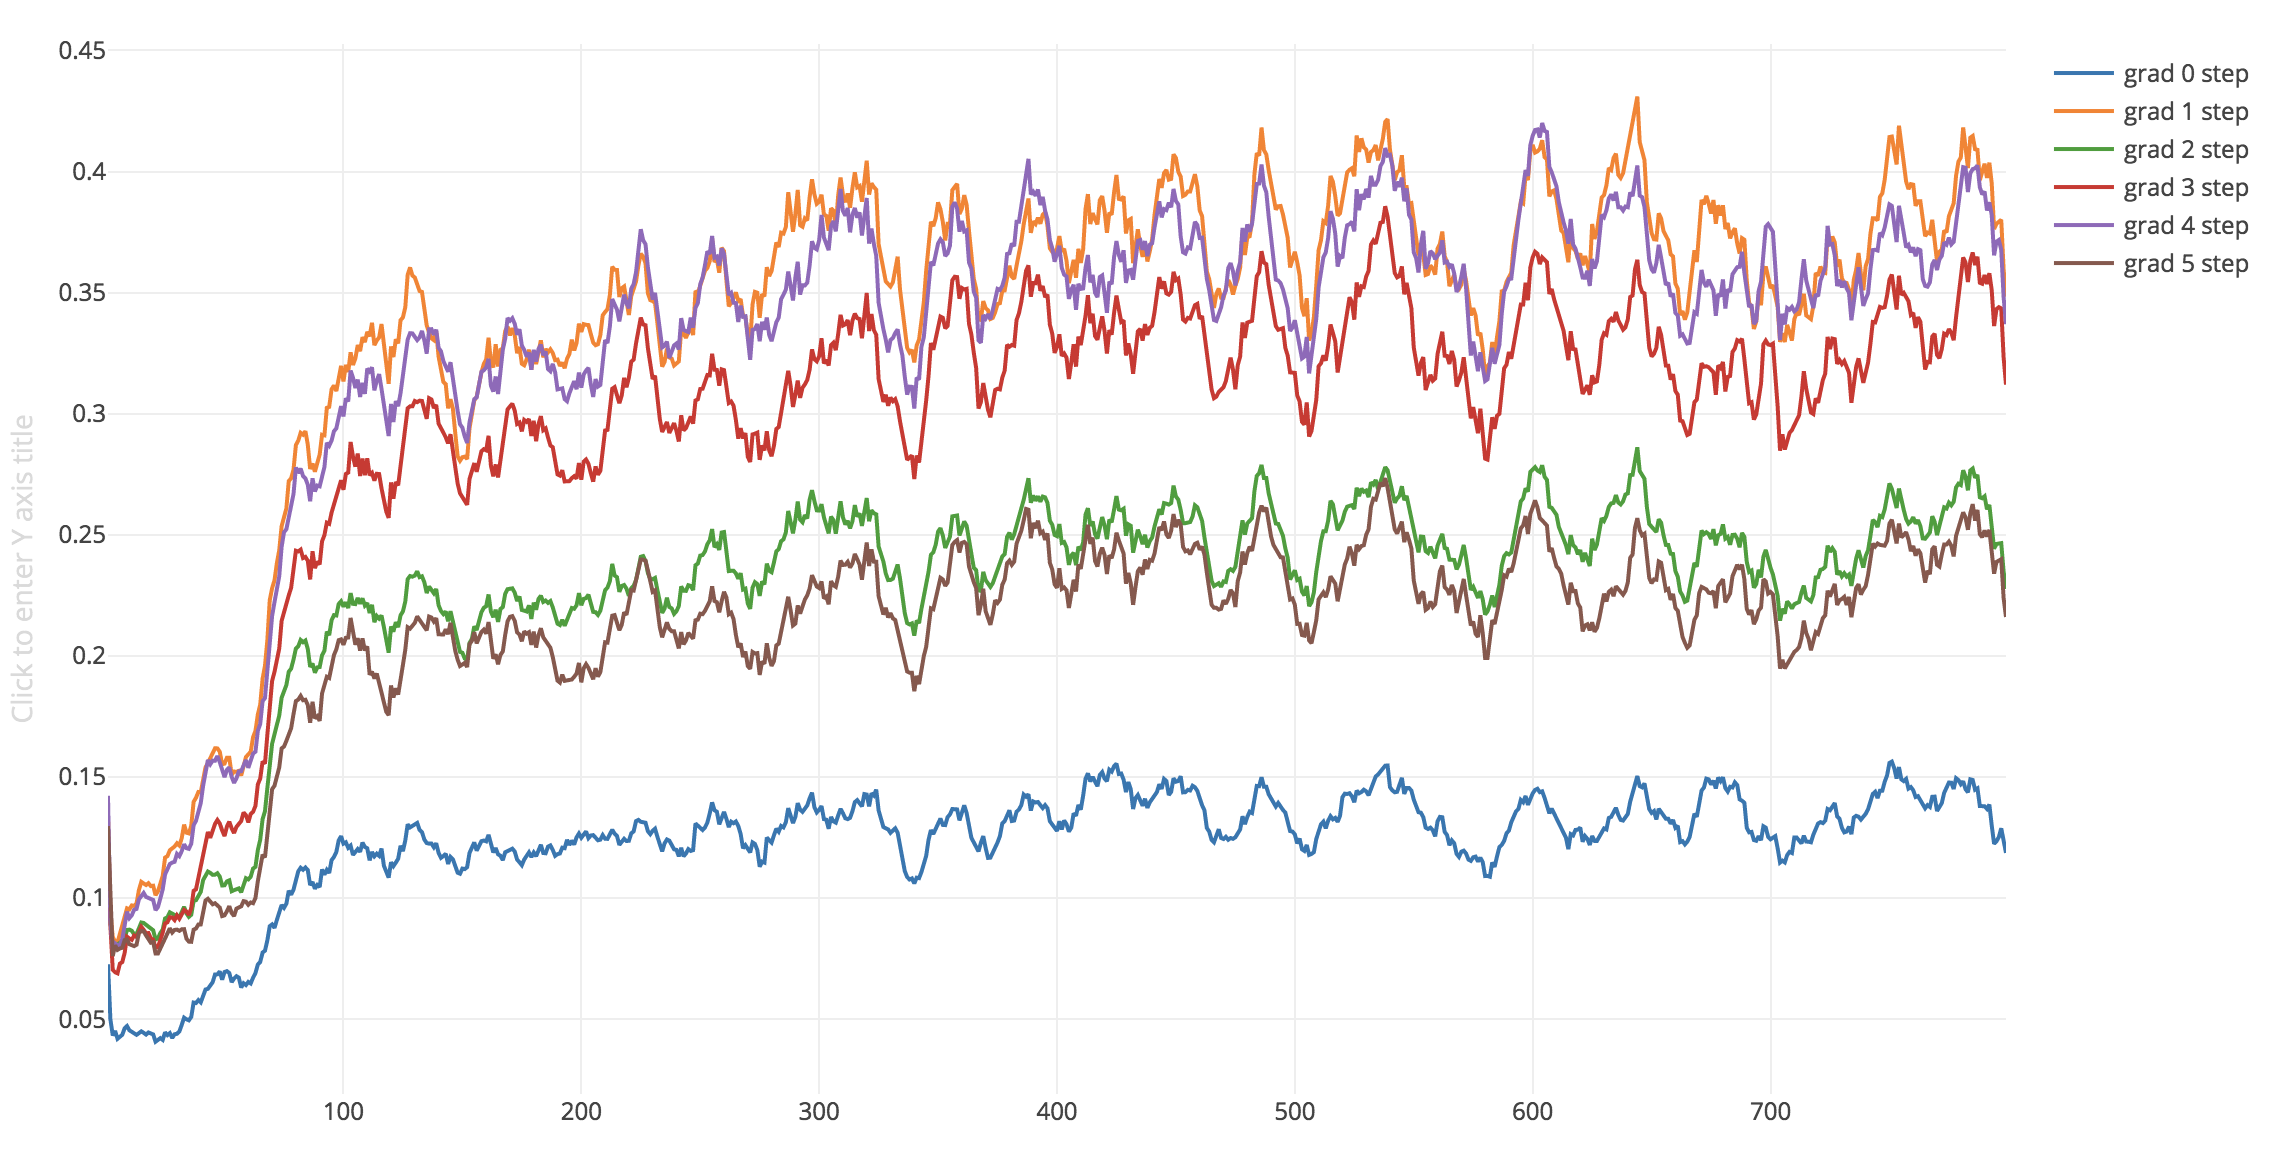 Click to enter Y axis title
0.45
0.4
0.35
0.3
0.25
0.2
0.15
0.1
0.05
100
200
300
400
500
600
700
grad 0 step
grad 1 step
grad 2 step
grad 3 step
grad 4 step
grad 5 step